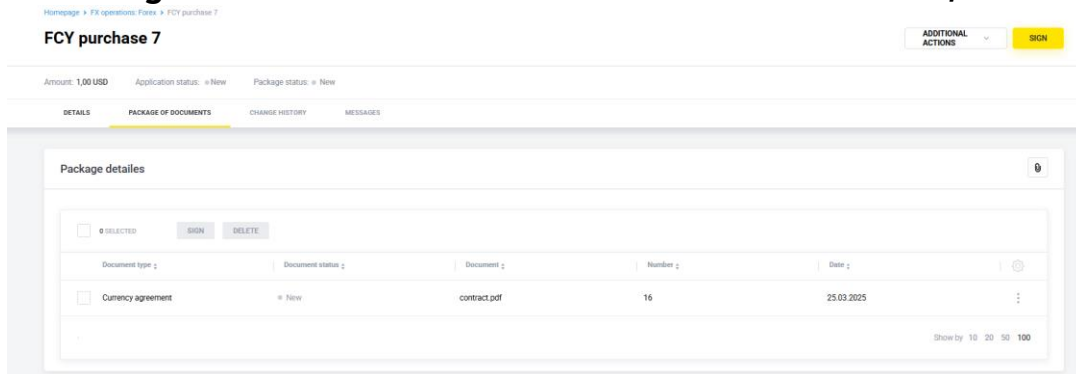 Homepage › FX operations: Forex › FCY purchase 7
FCY purchase 7
ADDITIONAL ACTIONS
SIGN
Amount: 1,00 USD Application status: New Package status: New
DETAILS PACKAGE OF DOCUMENTS CHANGE HISTORY MESSAGES
Package detailes
0 SELECTED SIGN DELETE
Document type Document status Document Number Date
Currency agreement New contract.pdf 16 25.03.2025
Show by 10 20 50 100